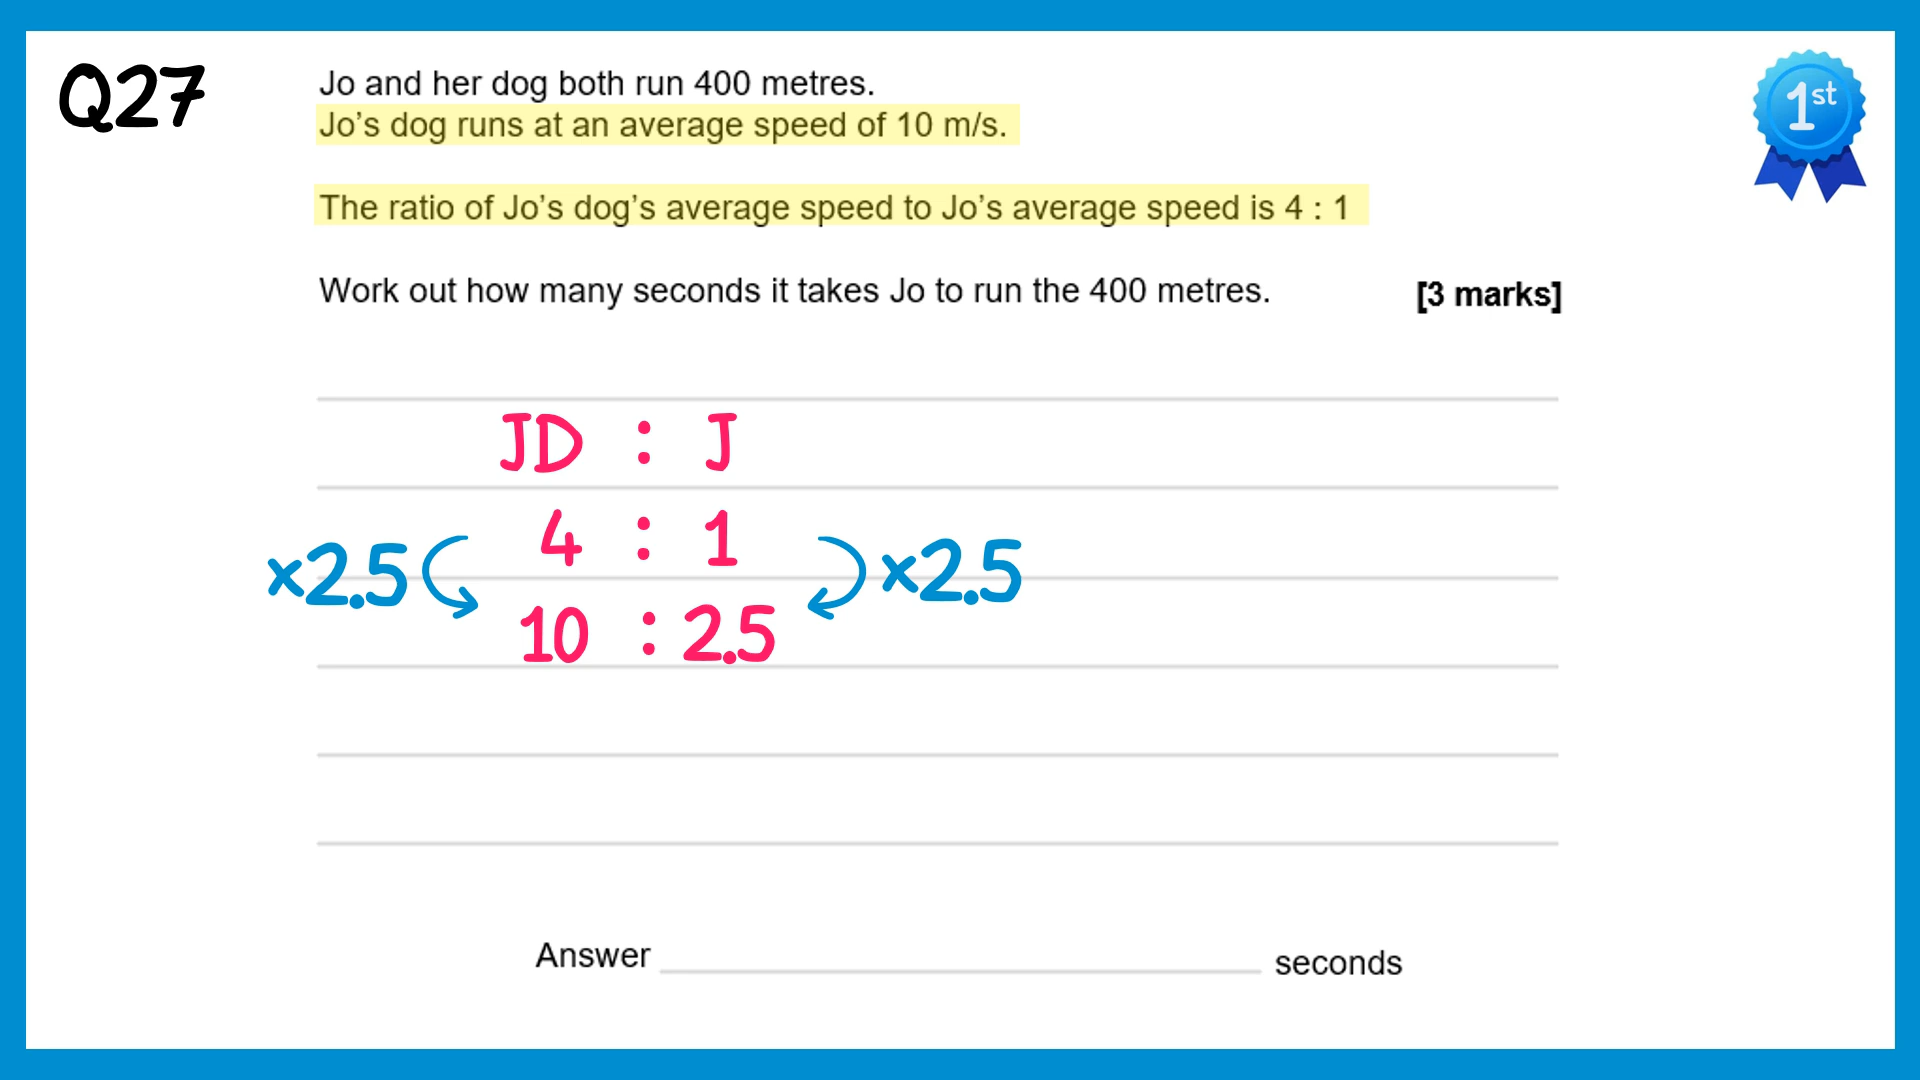 Q27
1st
Jo and her dog both run 400 metres.
Jo’s dog runs at an average speed of 10 m/s.
The ratio of Jo’s dog’s average speed to Jo’s average speed is 4 : 1
Work out how many seconds it takes Jo to run the 400 metres. [3 marks]
JD : J
4 : 1
×2.5 ×2.5
10 : 2.5
Answer seconds